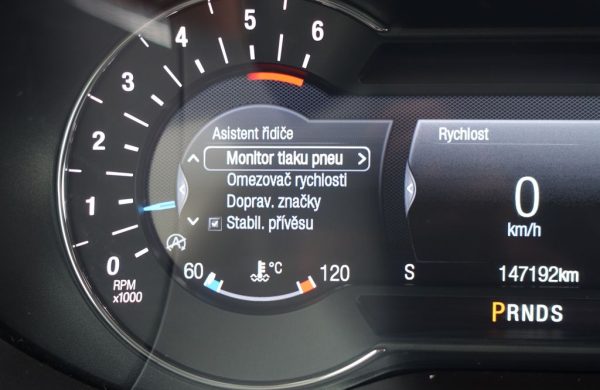 6
5
4
3
2
1
0
RPM
x1000
Asistent řidiče
Monitor tlaku pneu
Omezovač rychlosti
Doprav. značky
Stabil. přívěsu
60
°C
120
Rychlost
0
km/h
S
147192km
PRNDS